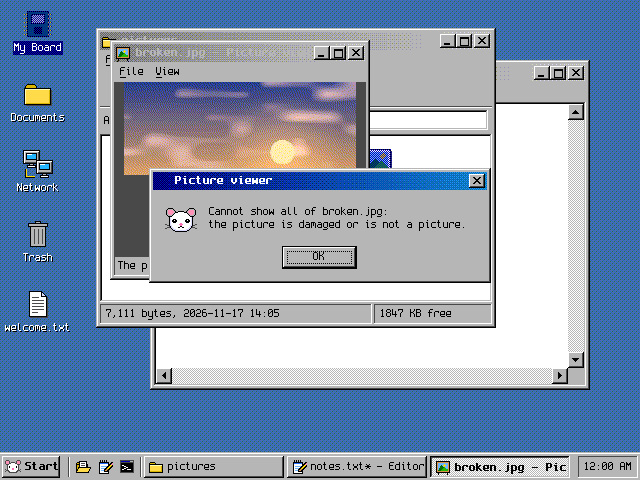 My Board
Documents
Network
Trash
welcome.txt
pictures
broken.jpg - Picture
File View
Picture viewer
Cannot show all of broken.jpg:
the picture is damaged or is not a picture.
OK
The p
7,111 bytes, 2026-11-17 14:05
1847 KB free
Start
pictures
notes.txt* - Editor
broken.jpg - Pic
12:00 AM